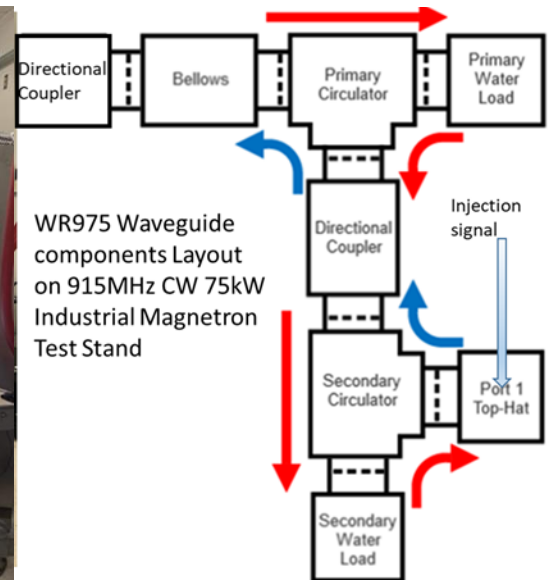 Directional
Coupler
Bellows
Primary
Circulator
Primary
Water
Load
WR975 Waveguide
components Layout
on 915MHz CW 75kW
Industrial Magnetron
Test Stand
Directional
Coupler
Injection
signal
Secondary
Circulator
Port 1
Top-Hat
Secondary
Water
Load